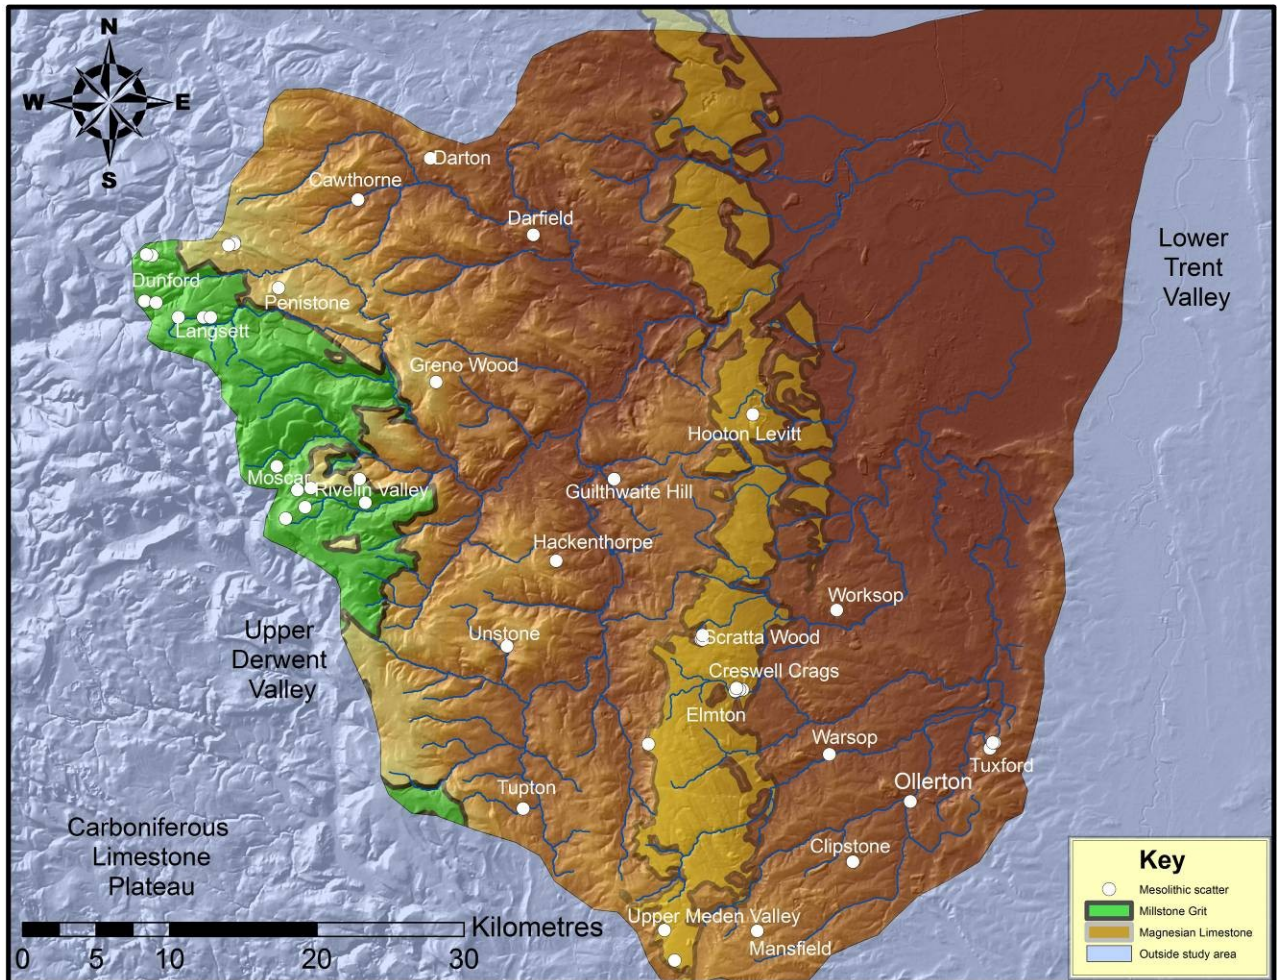 N
W
E
S
Darton
Cawthorne
Darfield
Lower
Trent
Valley
Dunford
Penistone
Langsett
Greno Wood
Hooton Levitt
Moscar
Rivelin Valley
Guilthwaite Hill
Hackenthorpe
Worksop
Upper
Derwent
Valley
Unstone
Scratta Wood
Creswell Crags
Elmton
Warsop
Tuxford
Tupton
Ollerton
Carboniferous
Limestone
Plateau
Clipstone
Upper Meden Valley
Mansfield
Kilometres
0 5 10 20 30
Key
Mesolithic scatter
Millstone Grit
Magnesian Limestone
Outside study area